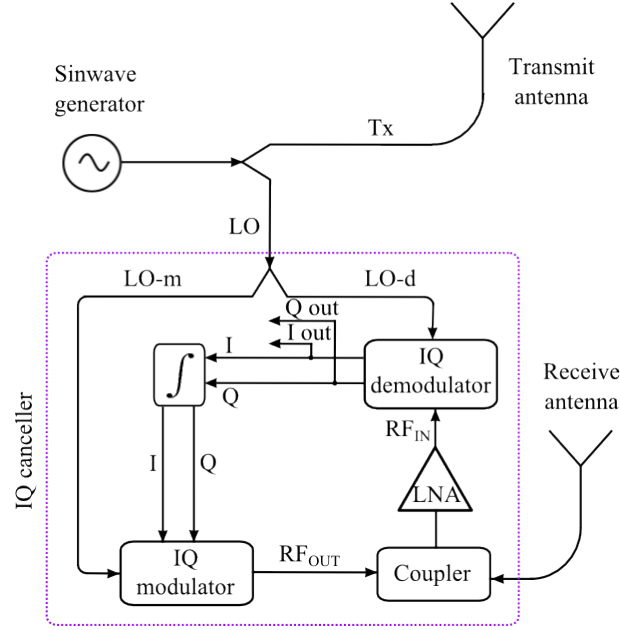 Transmit
antenna
Sinwave
generator
Tx
LO
LO-m
LO-d
Q out
I out
I
Q
∫
IQ
demodulator
Receive
antenna
RF_IN
IQ canceller
I
Q
LNA
IQ
modulator
RF_OUT
Coupler